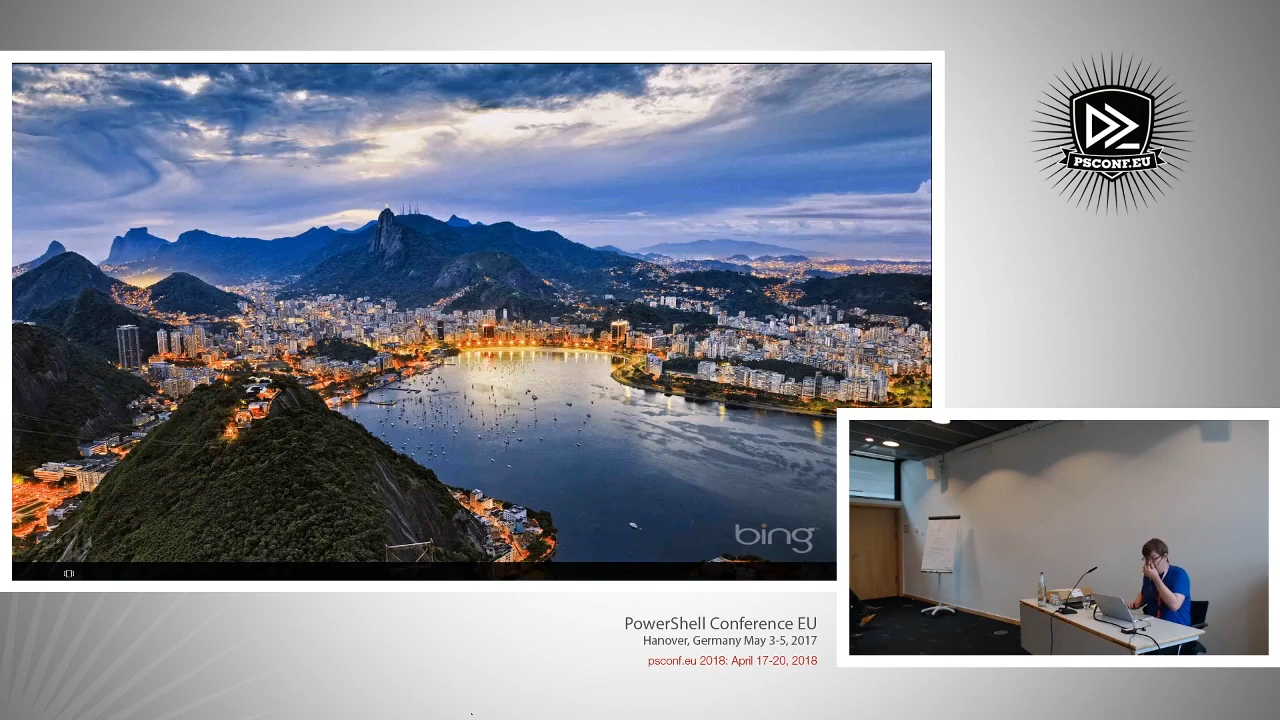 PSCONF.EU
bing
PowerShell Conference EU
Hanover, Germany May 3-5, 2017
psconf.eu 2018: April 17-20, 2018